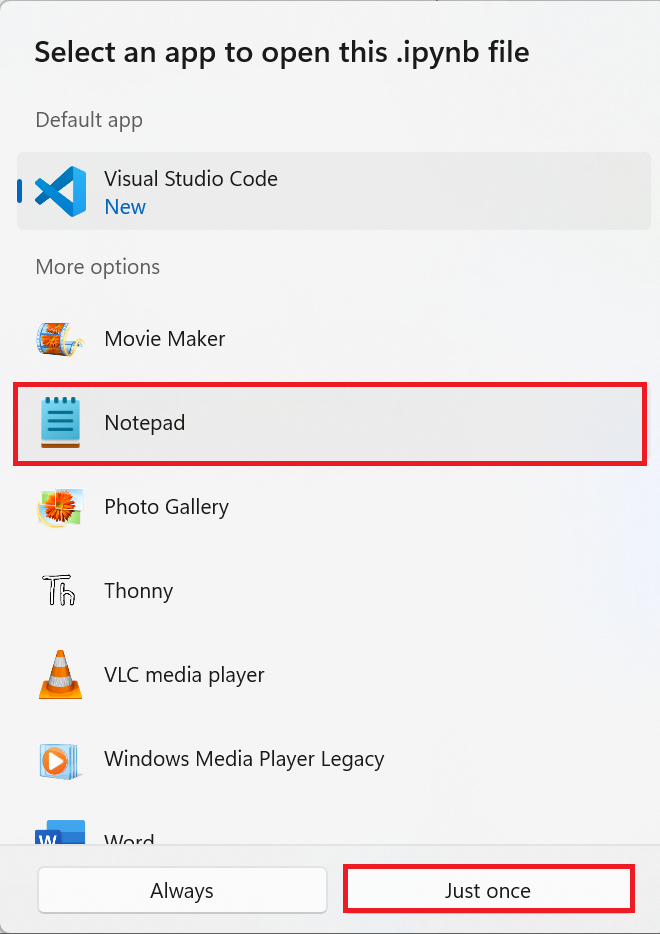 Select an app to open this .ipynb file
Default app
Visual Studio Code
New
More options
Movie Maker
Notepad
Photo Gallery
Th
Thonny
VLC media player
Windows Media Player Legacy
W
Word
Always
Just once